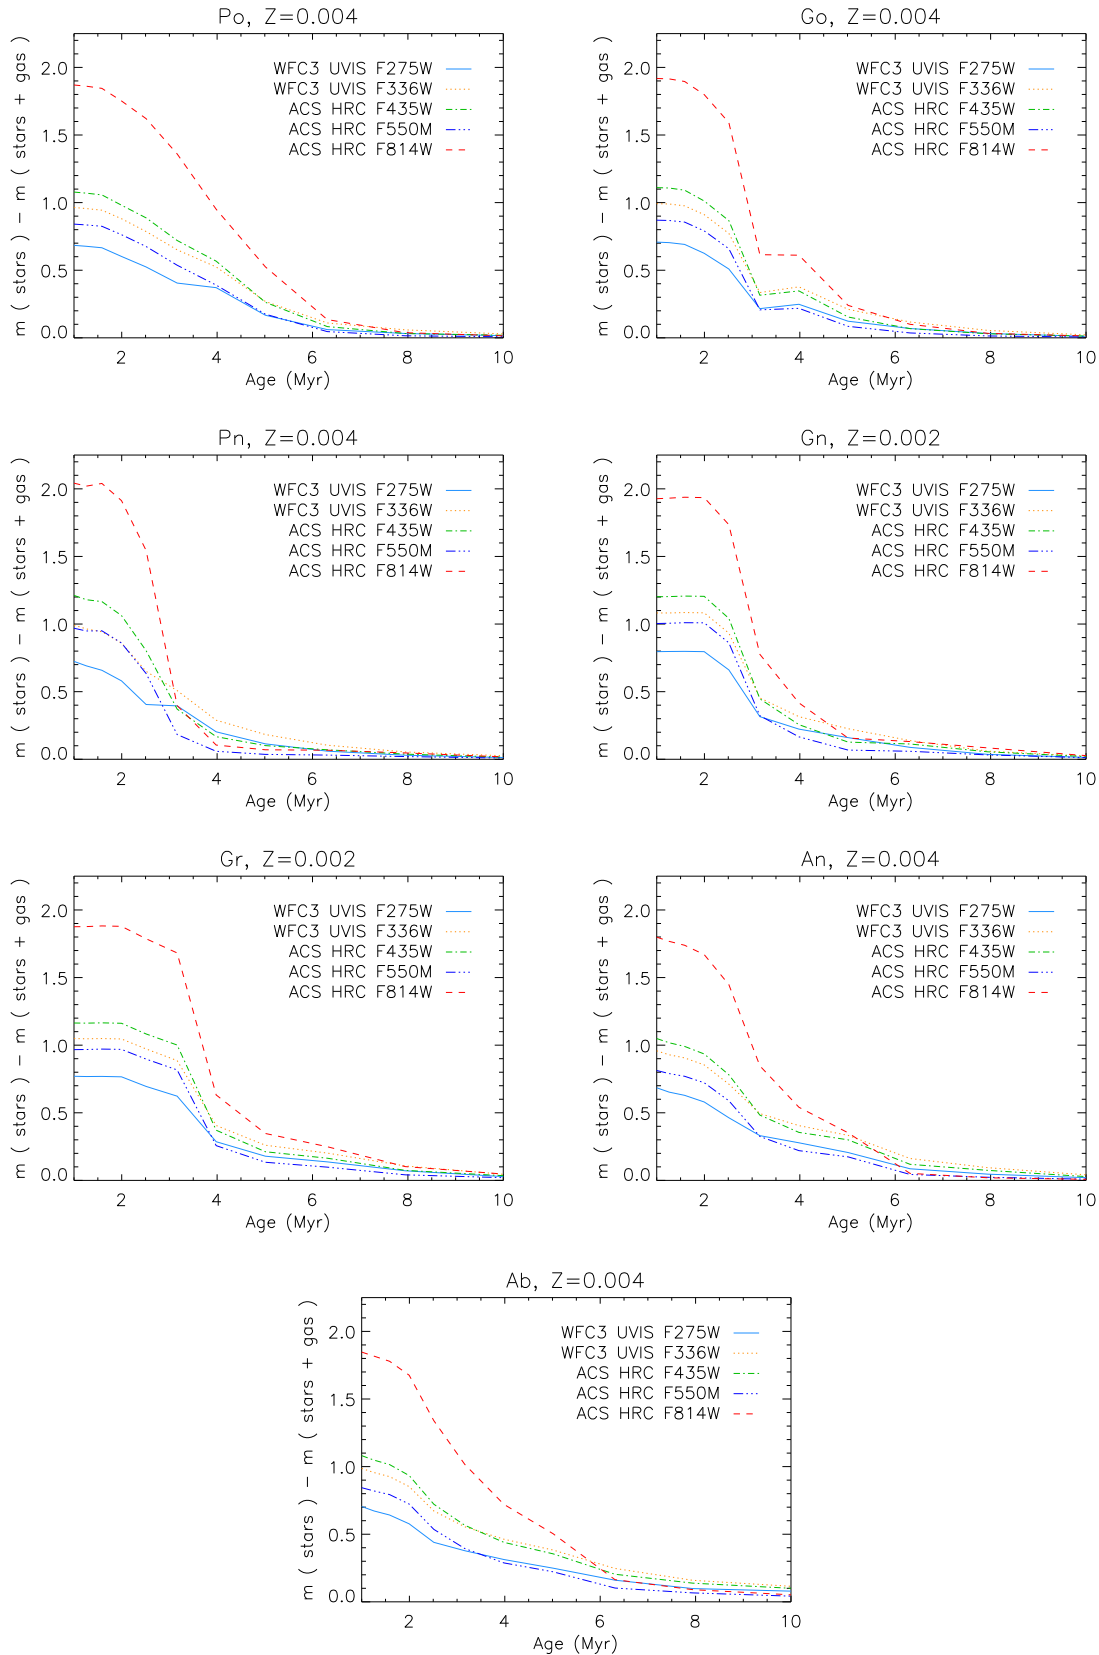 Po, Z=0.004
m ( stars ) − m ( stars + gas )
2.0
1.5
1.0
0.5
0.0
WFC3 UVIS F275W
WFC3 UVIS F336W
ACS HRC F435W
ACS HRC F550M
ACS HRC F814W
2 4 6 8 10
Age (Myr)
Go, Z=0.004
m ( stars ) − m ( stars + gas )
2.0
1.5
1.0
0.5
0.0
WFC3 UVIS F275W
WFC3 UVIS F336W
ACS HRC F435W
ACS HRC F550M
ACS HRC F814W
2 4 6 8 10
Age (Myr)
Pn, Z=0.004
m ( stars ) − m ( stars + gas )
2.0
1.5
1.0
0.5
0.0
WFC3 UVIS F275W
WFC3 UVIS F336W
ACS HRC F435W
ACS HRC F550M
ACS HRC F814W
2 4 6 8 10
Age (Myr)
Gn, Z=0.002
m ( stars ) − m ( stars + gas )
2.0
1.5
1.0
0.5
0.0
WFC3 UVIS F275W
WFC3 UVIS F336W
ACS HRC F435W
ACS HRC F550M
ACS HRC F814W
2 4 6 8 10
Age (Myr)
Gr, Z=0.002
m ( stars ) − m ( stars + gas )
2.0
1.5
1.0
0.5
0.0
WFC3 UVIS F275W
WFC3 UVIS F336W
ACS HRC F435W
ACS HRC F550M
ACS HRC F814W
2 4 6 8 10
Age (Myr)
An, Z=0.004
m ( stars ) − m ( stars + gas )
2.0
1.5
1.0
0.5
0.0
WFC3 UVIS F275W
WFC3 UVIS F336W
ACS HRC F435W
ACS HRC F550M
ACS HRC F814W
2 4 6 8 10
Age (Myr)
Ab, Z=0.004
m ( stars ) − m ( stars + gas )
2.0
1.5
1.0
0.5
0.0
WFC3 UVIS F275W
WFC3 UVIS F336W
ACS HRC F435W
ACS HRC F550M
ACS HRC F814W
2 4 6 8 10
Age (Myr)